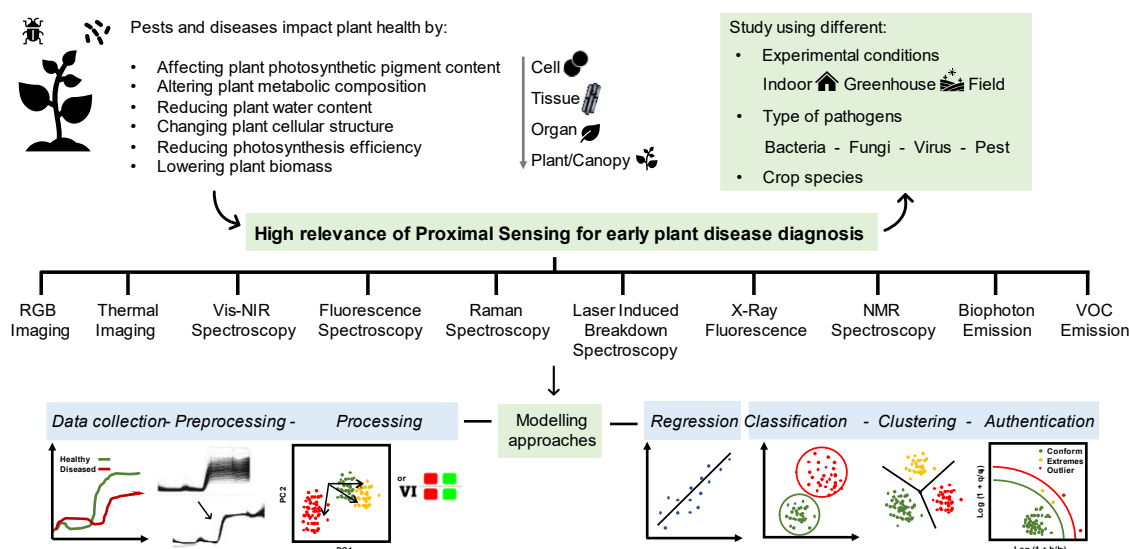 Pests and diseases impact plant health by:
• Affecting plant photosynthetic pigment content
• Altering plant metabolic composition
• Reducing plant water content
• Changing plant cellular structure
• Reducing photosynthesis efficiency
• Lowering plant biomass
Cell
Tissue
Organ
Plant/Canopy
Study using different:
• Experimental conditions
Indoor Greenhouse Field
• Type of pathogens
Bacteria - Fungi - Virus - Pest
• Crop species
High relevance of Proximal Sensing for early plant disease diagnosis
RGB
Imaging
Thermal
Imaging
Vis-NIR
Spectroscopy
Fluorescence
Spectroscopy
Raman
Spectroscopy
Laser Induced
Breakdown
Spectroscopy
X-Ray
Fluorescence
NMR
Spectroscopy
Biophoton
Emission
VOC
Emission
Data collection- Preprocessing - Processing
Modelling
approaches
Regression Classification - Clustering - Authentication
Healthy
Diseased
PC 2
or
VI
Conform
Extremes
Outlier
Log (1 + q/q)